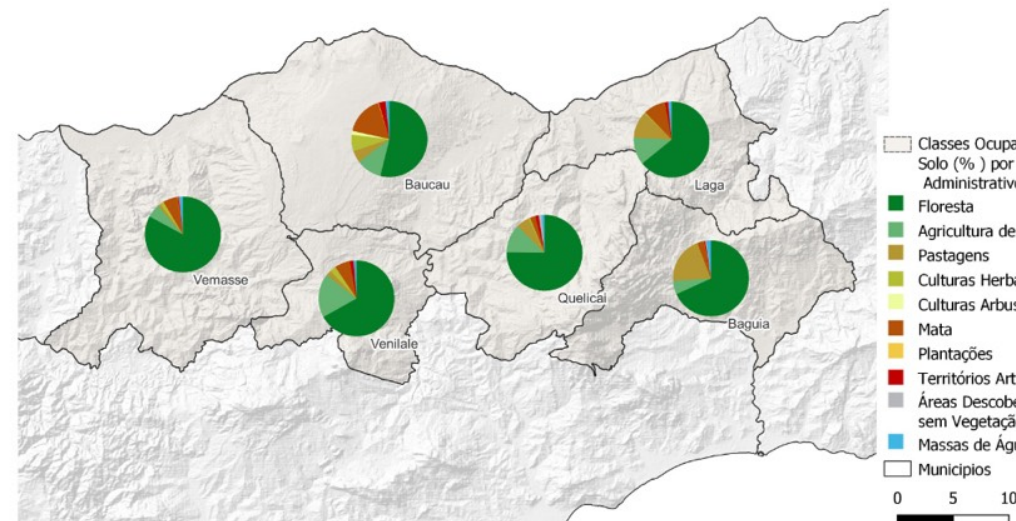 Baucau
Laga
Vemasse
Quelicai
Venilale
Baguia
Classes Ocupa
Solo (% ) por
Administrativo
Floresta
Agricultura de
Pastagens
Culturas Herba
Culturas Arbus
Mata
Plantações
Territórios Art
Áreas Descobe
sem Vegetaçã
Massas de Águ
Municipios
0 5 10